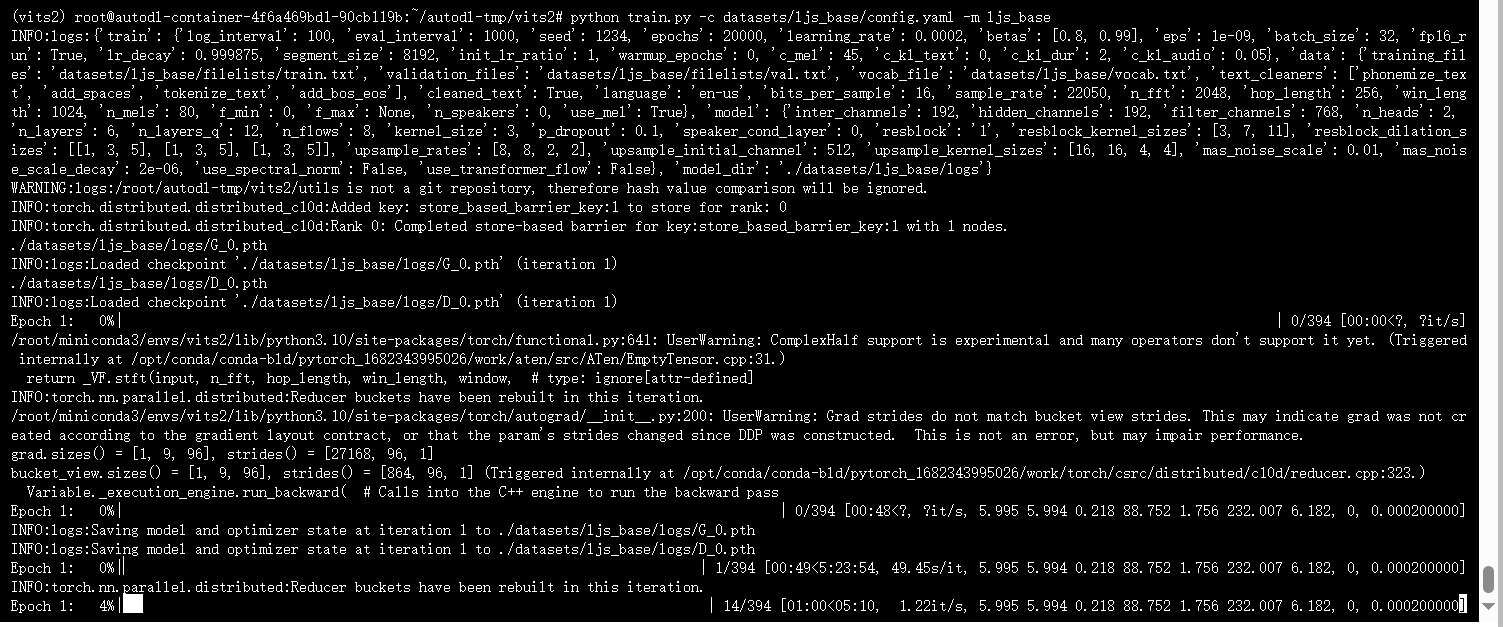 (vits2) root@autodl-container-4f6a469bd1-90cb119b:~/autodl-tmp/vits2# python train.py -c datasets/ljs_base/config.yaml -m ljs_base
INFO:logs:{'train': {'log_interval': 100, 'eval_interval': 1000, 'seed': 1234, 'epochs': 20000, 'learning_rate': 0.0002, 'betas': [0.8, 0.99], 'eps': 1e-09, 'batch_size': 32, 'fp16_r
un': True, 'lr_decay': 0.999875, 'segment_size': 8192, 'init_lr_ratio': 1, 'warmup_epochs': 0, 'c_mel': 45, 'c_kl_text': 0, 'c_kl_dur': 2, 'c_kl_audio': 0.05}, 'data': {'training_fil
es': 'datasets/ljs_base/filelists/train.txt', 'validation_files': 'datasets/ljs_base/filelists/val.txt', 'vocab_file': 'datasets/ljs_base/vocab.txt', 'text_cleaners': ['phonemize_tex
t', 'add_spaces', 'tokenize_text', 'add_bos_eos'], 'cleaned_text': True, 'language': 'en-us', 'bits_per_sample': 16, 'sample_rate': 22050, 'n_fft': 2048, 'hop_length': 256, 'win_leng
th': 1024, 'n_mels': 80, 'f_min': 0, 'f_max': None, 'n_speakers': 0, 'use_mel': True}, 'model': {'inter_channels': 192, 'hidden_channels': 192, 'filter_channels': 768, 'n_heads': 2,
'n_layers': 6, 'n_layers_q': 12, 'n_flows': 8, 'kernel_size': 3, 'p_dropout': 0.1, 'speaker_cond_layer': 0, 'resblock': '1', 'resblock_kernel_sizes': [3, 7, 11], 'resblock_dilation_s
izes': [[1, 3, 5], [1, 3, 5], [1, 3, 5]], 'upsample_rates': [8, 8, 2, 2], 'upsample_initial_channel': 512, 'upsample_kernel_sizes': [16, 16, 4, 4], 'mas_noise_scale': 0.01, 'mas_nois
e_scale_decay': 2e-06, 'use_spectral_norm': False, 'use_transformer_flow': False}, 'model_dir': './datasets/ljs_base/logs'}
WARNING:logs:/root/autodl-tmp/vits2/utils is not a git repository, therefore hash value comparison will be ignored.
INFO:torch.distributed.distributed_c10d:Added key: store_based_barrier_key:1 to store for rank: 0
INFO:torch.distributed.distributed_c10d:Rank 0: Completed store-based barrier for key:store_based_barrier_key:1 with 1 nodes.
./datasets/ljs_base/logs/G_0.pth
INFO:logs:Loaded checkpoint './datasets/ljs_base/logs/G_0.pth' (iteration 1)
./datasets/ljs_base/logs/D_0.pth
INFO:logs:Loaded checkpoint './datasets/ljs_base/logs/D_0.pth' (iteration 1)
Epoch 1:   0%| | 0/394 [00:00<?, ?it/s]
/root/miniconda3/envs/vits2/lib/python3.10/site-packages/torch/functional.py:641: UserWarning: ComplexHalf support is experimental and many operators don't support it yet. (Triggered
 internally at /opt/conda/conda-bld/pytorch_1682343995026/work/aten/src/ATen/EmptyTensor.cpp:31.)
  return _VF.stft(input, n_fft, hop_length, win_length, window,  # type: ignore[attr-defined]
INFO:torch.nn.parallel.distributed:Reducer buckets have been rebuilt in this iteration.
/root/miniconda3/envs/vits2/lib/python3.10/site-packages/torch/autograd/__init__.py:200: UserWarning: Grad strides do not match bucket view strides. This may indicate grad was not cr
eated according to the gradient layout contract, or that the param's strides changed since DDP was constructed.  This is not an error, but may impair performance.
grad.sizes() = [1, 9, 96], strides() = [27168, 96, 1]
bucket_view.sizes() = [1, 9, 96], strides() = [864, 96, 1] (Triggered internally at /opt/conda/conda-bld/pytorch_1682343995026/work/torch/csrc/distributed/c10d/reducer.cpp:323.)
  Variable._execution_engine.run_backward(  # Calls into the C++ engine to run the backward pass
Epoch 1:   0%| | 0/394 [00:48<?, ?it/s, 5.995 5.994 0.218 88.752 1.756 232.007 6.182, 0, 0.000200000]
INFO:logs:Saving model and optimizer state at iteration 1 to ./datasets/ljs_base/logs/G_0.pth
INFO:logs:Saving model and optimizer state at iteration 1 to ./datasets/ljs_base/logs/D_0.pth
Epoch 1:   0%| | 1/394 [00:49<5:23:54, 49.45s/it, 5.995 5.994 0.218 88.752 1.756 232.007 6.182, 0, 0.000200000]
INFO:torch.nn.parallel.distributed:Reducer buckets have been rebuilt in this iteration.
Epoch 1:   4%| | 14/394 [01:00<05:10,  1.22it/s, 5.995 5.994 0.218 88.752 1.756 232.007 6.182, 0, 0.000200000]